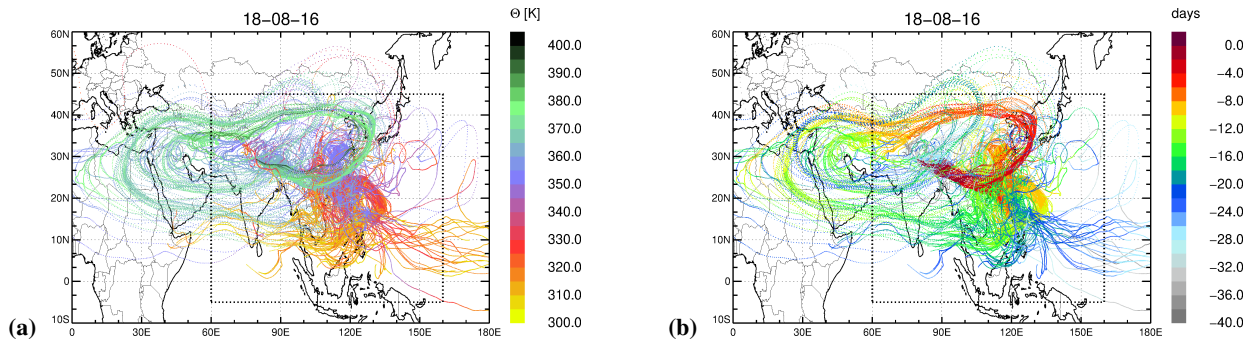 18−08−16
Θ [K]
60N
50N
40N
30N
20N
10N
0
10S
0
30E
60E
90E
120E
150E
180E
400.0
390.0
380.0
370.0
360.0
350.0
340.0
330.0
320.0
310.0
300.0
(a)
18−08−16
days
60N
50N
40N
30N
20N
10N
0
10S
0
30E
60E
90E
120E
150E
180E
0.0
−4.0
−8.0
−12.0
−16.0
−20.0
−24.0
−28.0
−32.0
−36.0
−40.0
(b)